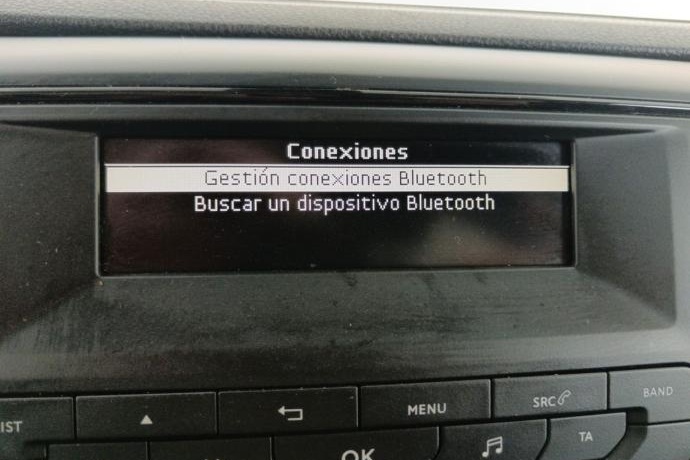 Conexiones
Gestión conexiones Bluetooth
Buscar un dispositivo Bluetooth
MENU
SRC
BAND
IST
OK
TA